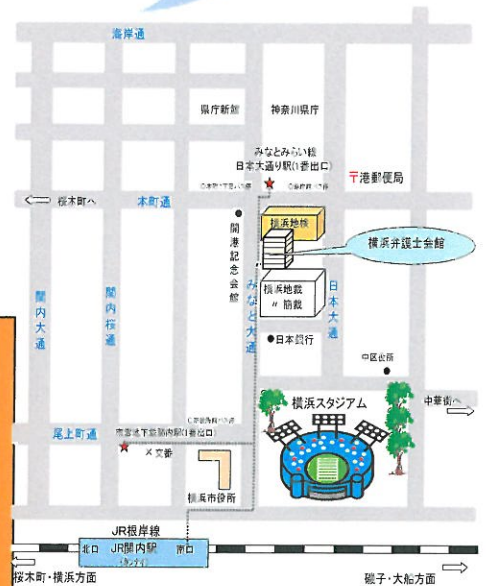 海岸通
県庁新館
神奈川県庁
みなとみらい線
日本大通り駅(1番出口)
〒港郵便局
桜木町へ
本町通
開港記念会館
横浜地検
横浜弁護士会館
横浜地裁
〃 簡裁
関内大通
関内桜通
みなと大通
日本大通
日本銀行
中区役所
横浜スタジアム
中華街へ
尾上町通
関内駅(1番出口)
×交番
横浜市役所
JR根岸線
北口
JR関内駅
南口
桜木町・横浜方面
磯子・大船方面